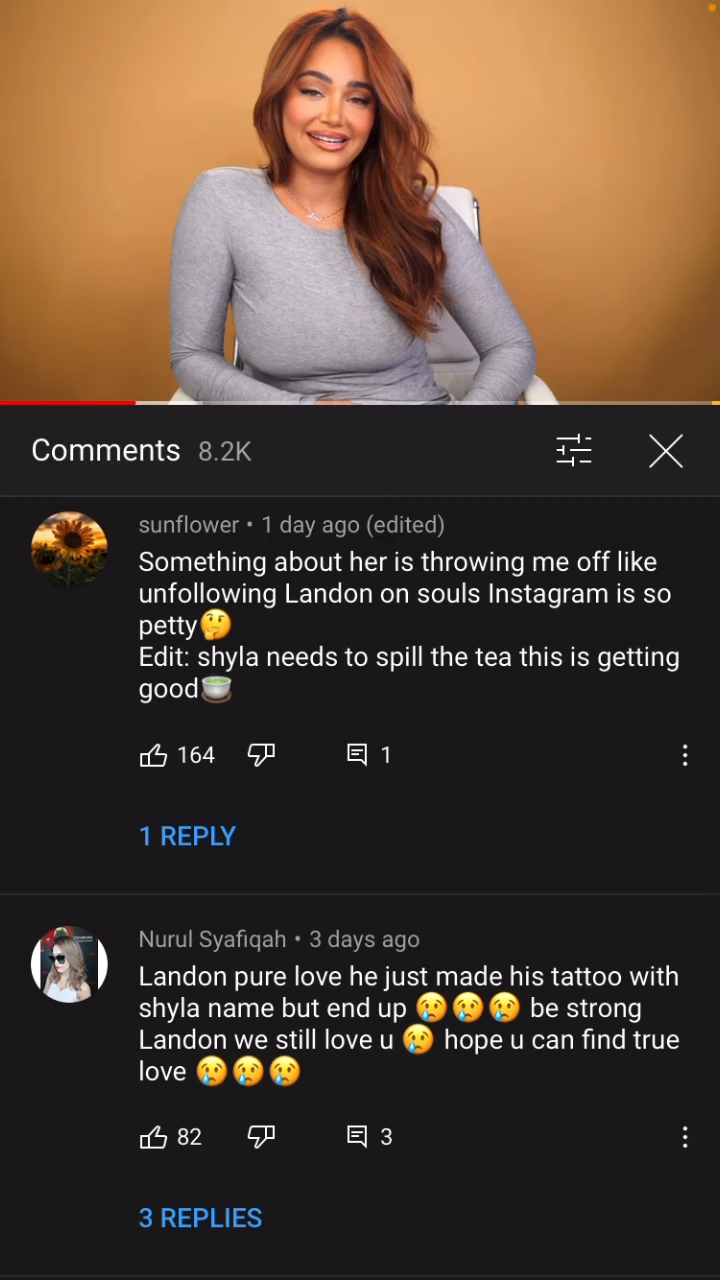 Comments 8.2K
sunflower • 1 day ago (edited)
Something about her is throwing me off like
unfollowing Landon on souls Instagram is so
petty🤔
Edit: shyla needs to spill the tea this is getting
good🍵
164 1
1 REPLY
Nurul Syafiqah • 3 days ago
Landon pure love he just made his tattoo with
shyla name but end up 😢😢😢 be strong
Landon we still love u 😢 hope u can find true
love 😢😢😢
82 3
3 REPLIES